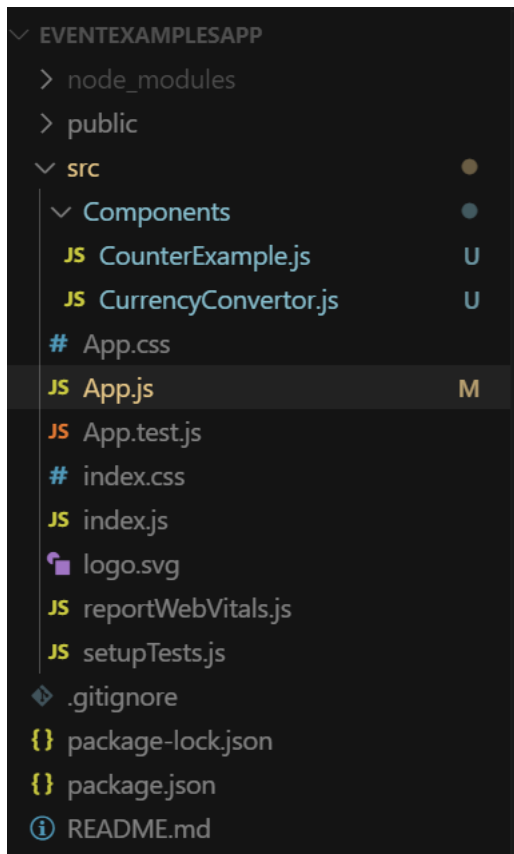 EVENTEXAMPLESAPP
node_modules
public
src
Components
JS CounterExample.js U
JS CurrencyConvertor.js U
# App.css
JS App.js M
JS App.test.js
# index.css
JS index.js
logo.svg
JS reportWebVitals.js
JS setupTests.js
.gitignore
{} package-lock.json
{} package.json
README.md